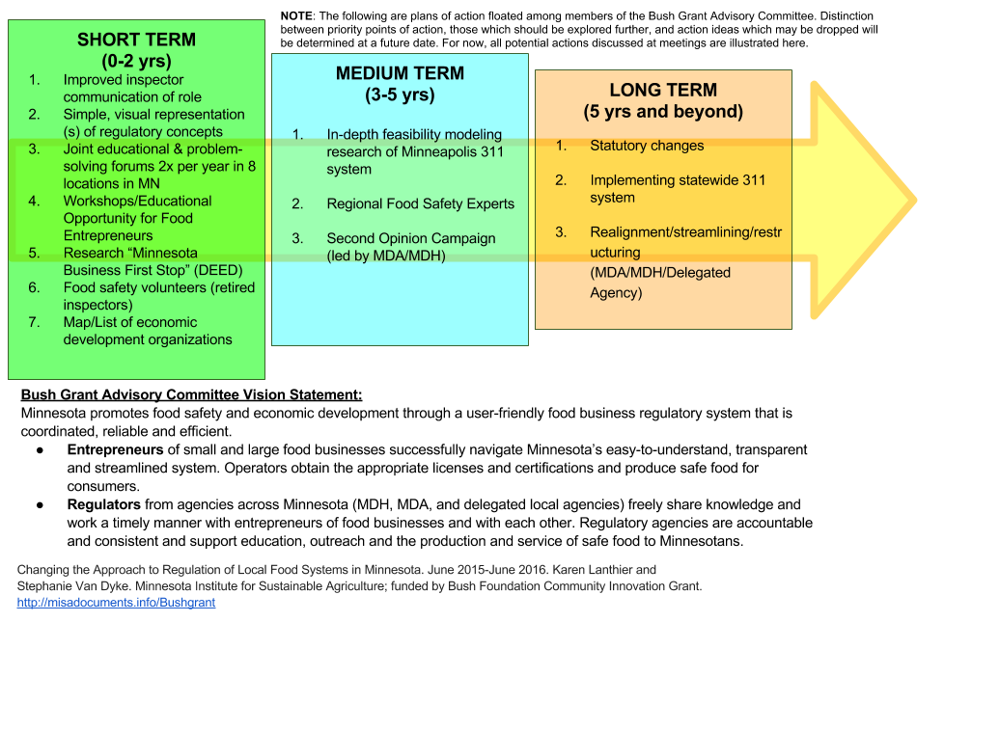 NOTE: The following are plans of action floated among members of the Bush Grant Advisory Committee. Distinction
between priority points of action, those which should be explored further, and action ideas which may be dropped will
be determined at a future date. For now, all potential actions discussed at meetings are illustrated here.
SHORT TERM
(0-2 yrs)
1. Improved inspector
communication of role
2. Simple, visual representation
(s) of regulatory concepts
3. Joint educational & problem-
solving forums 2x per year in 8
locations in MN
4. Workshops/Educational
Opportunity for Food
Entrepreneurs
5. Research “Minnesota
Business First Stop” (DEED)
6. Food safety volunteers (retired
inspectors)
7. Map/List of economic
development organizations
MEDIUM TERM
(3-5 yrs)
1. In-depth feasibility modeling
research of Minneapolis 311
system
2. Regional Food Safety Experts
3. Second Opinion Campaign
(led by MDA/MDH)
LONG TERM
(5 yrs and beyond)
1. Statutory changes
2. Implementing statewide 311
system
3. Realignment/streamlining/restr
ucturing
(MDA/MDH/Delegated
Agency)
Bush Grant Advisory Committee Vision Statement:
Minnesota promotes food safety and economic development through a user-friendly food business regulatory system that is
coordinated, reliable and efficient.
● Entrepreneurs of small and large food businesses successfully navigate Minnesota’s easy-to-understand, transparent
and streamlined system. Operators obtain the appropriate licenses and certifications and produce safe food for
consumers.
● Regulators from agencies across Minnesota (MDH, MDA, and delegated local agencies) freely share knowledge and
work a timely manner with entrepreneurs of food businesses and with each other. Regulatory agencies are accountable
and consistent and support education, outreach and the production and service of safe food to Minnesotans.
Changing the Approach to Regulation of Local Food Systems in Minnesota. June 2015-June 2016. Karen Lanthier and
Stephanie Van Dyke. Minnesota Institute for Sustainable Agriculture; funded by Bush Foundation Community Innovation Grant.
http://misadocuments.info/Bushgrant